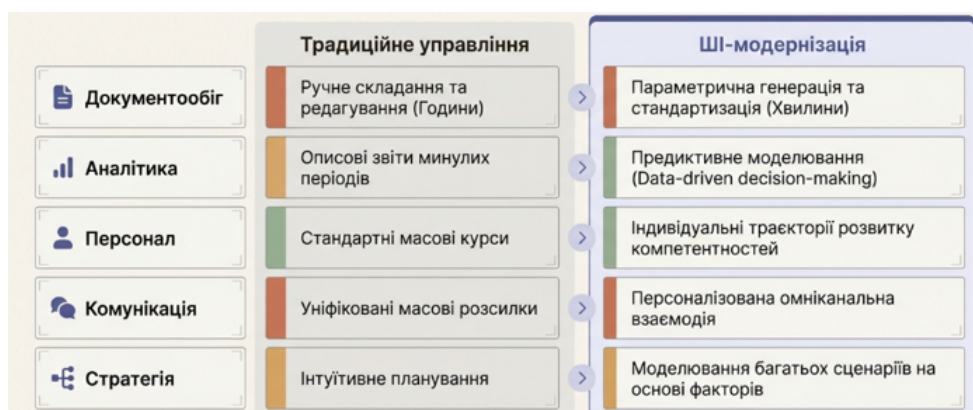 Традиційне управління
ШІ-модернізація
Документообіг
Ручне складання та
редагування (Години)
Параметрична генерація та
стандартизація (Хвилини)
Аналітика
Описові звіти минулих
періодів
Предиктивне моделювання
(Data-driven decision-making)
Персонал
Стандартні масові курси
Індивідуальні траєкторії розвитку
компетентностей
Комунікація
Уніфіковані масові розсилки
Персоналізована омніканальна
взаємодія
Стратегія
Інтуїтивне планування
Моделювання багатьох сценаріїв на
основі факторів